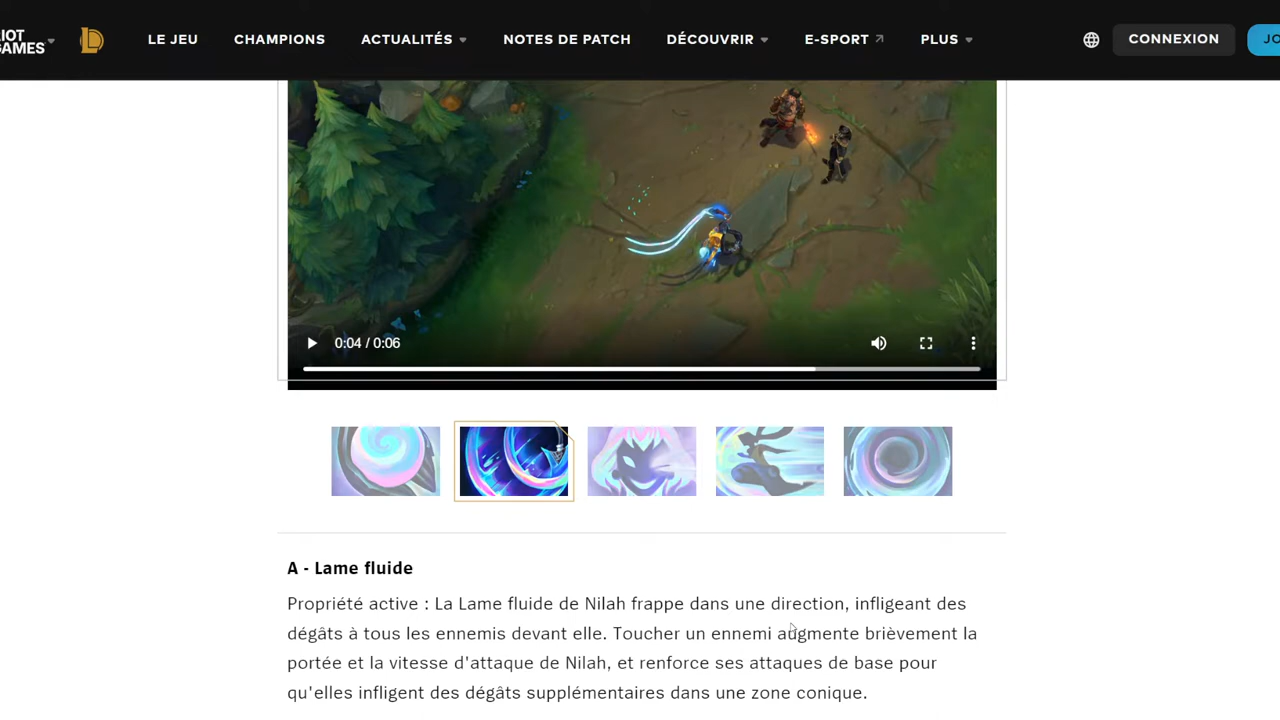 IOT
GAMES
LE JEU
CHAMPIONS
ACTUALITÉS
NOTES DE PATCH
DÉCOUVRIR
E-SPORT
PLUS
CONNEXION
JO
0:04 / 0:06
A - Lame fluide
Propriété active : La Lame fluide de Nilah frappe dans une direction, infligeant des
dégâts à tous les ennemis devant elle. Toucher un ennemi augmente brièvement la
portée et la vitesse d'attaque de Nilah, et renforce ses attaques de base pour
qu'elles infligent des dégâts supplémentaires dans une zone conique.